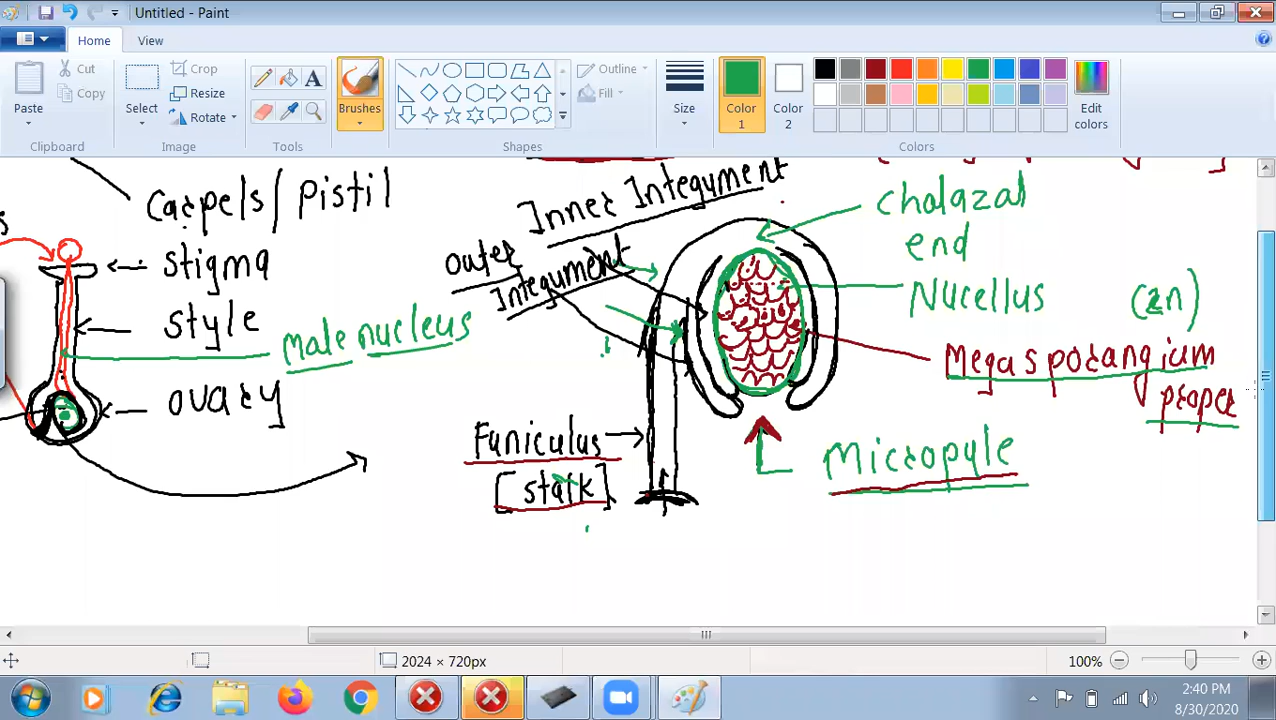 Untitled - Paint
Home
View
Paste
Cut
Copy
Clipboard
Select
Crop
Resize
Rotate
Image
Tools
Brushes
Shapes
Outline
Fill
Size
Color 1
Color 2
Edit colors
Colors
carpels/Pistil
stigma
style
Male nucleus
ovary
Inner Integument
outer
Integument
chalazal
end
Nucellus
(2n)
Megasporangium
proper
Funiculus
[stalk]
Micropyle
2024 × 720px
100%
2:40 PM
8/30/2020